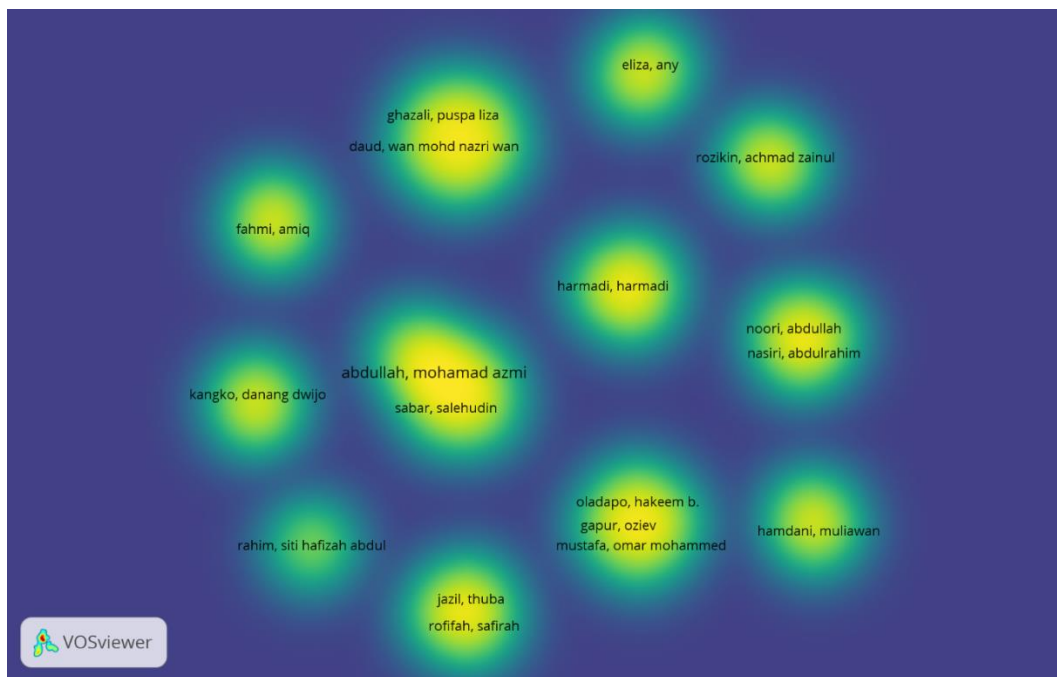 eliza, any
ghazali, puspa liza
daud, wan mohd nazri wan
rozikin, achmad zainul
fahmi, amiq
harmadi, harmadi
noori, abdullah
nasiri, abdulrahim
abdullah, mohamad azmi
kangko, danang dwijo
sabar, salehudin
oladapo, hakeem b.
gapur, oziev
mustafa, omar mohammed
hamdani, muliawan
rahim, siti hafizah abdul
jazil, thuba
rofifah, safirah
VOSviewer